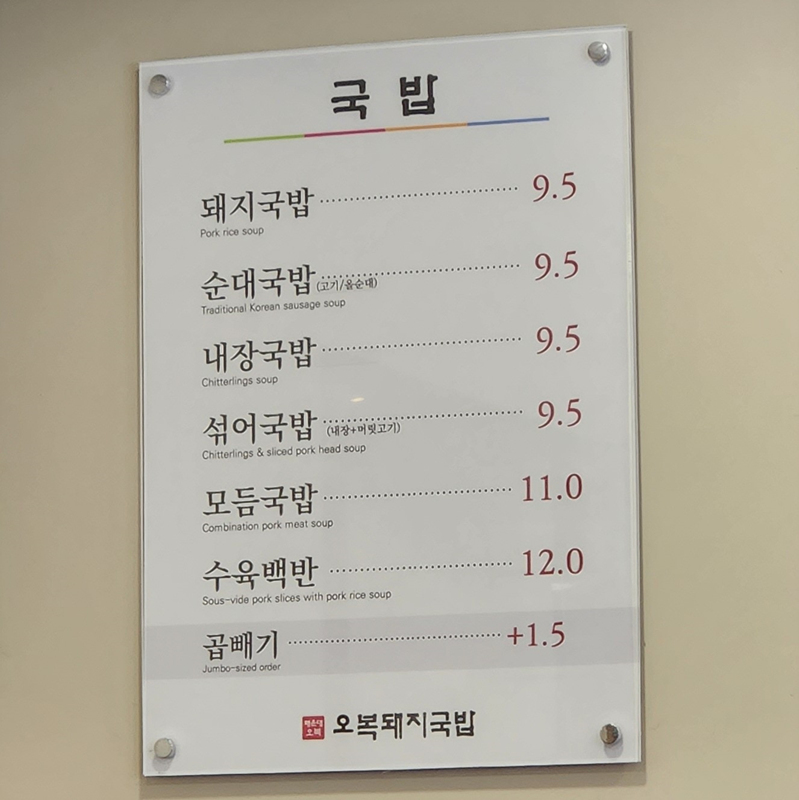 국밥
돼지국밥 9.5
Pork rice soup
순대국밥 (고기/음순대) 9.5
Traditional Korean sausage soup
내장국밥 9.5
Chitterlings soup
섞어국밥 (내장+머릿고기) 9.5
Chitterlings & sliced pork head soup
모듬국밥 11.0
Combination pork meat soup
수육백반 12.0
Sous-vide pork slices with pork rice soup
곱빼기 +1.5
Jumbo-sized order
오복돼지국밥